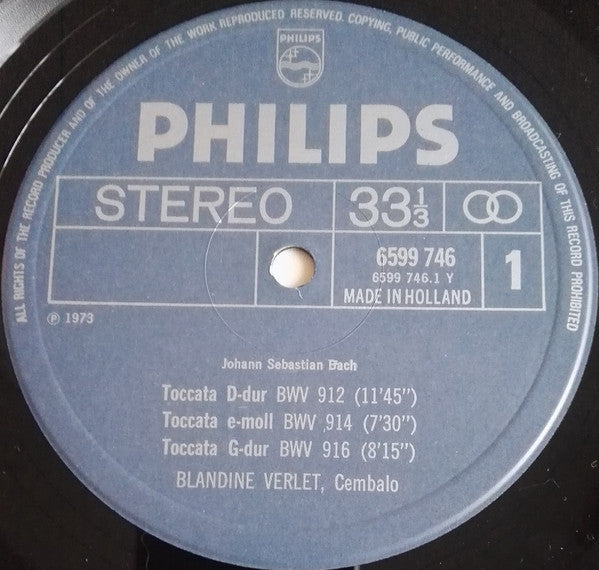 ALL RIGHTS OF THE RECORD PRODUCER AND OF THE OWNER OF THE WORK REPRODUCED RESERVED. COPYING, PUBLIC PERFORMANCE AND BROADCASTING OF THIS RECORD PROHIBITED
PHILIPS
PHILIPS
STEREO 33⅓
6599 746
6599 746.1 Y
MADE IN HOLLAND
1
℗ 1973
Johann Sebastian Bach
Toccata D-dur BWV 912 (11'45")
Toccata e-moll BWV 914 (7'30")
Toccata G-dur BWV 916 (8'15")
BLANDINE VERLET, Cembalo